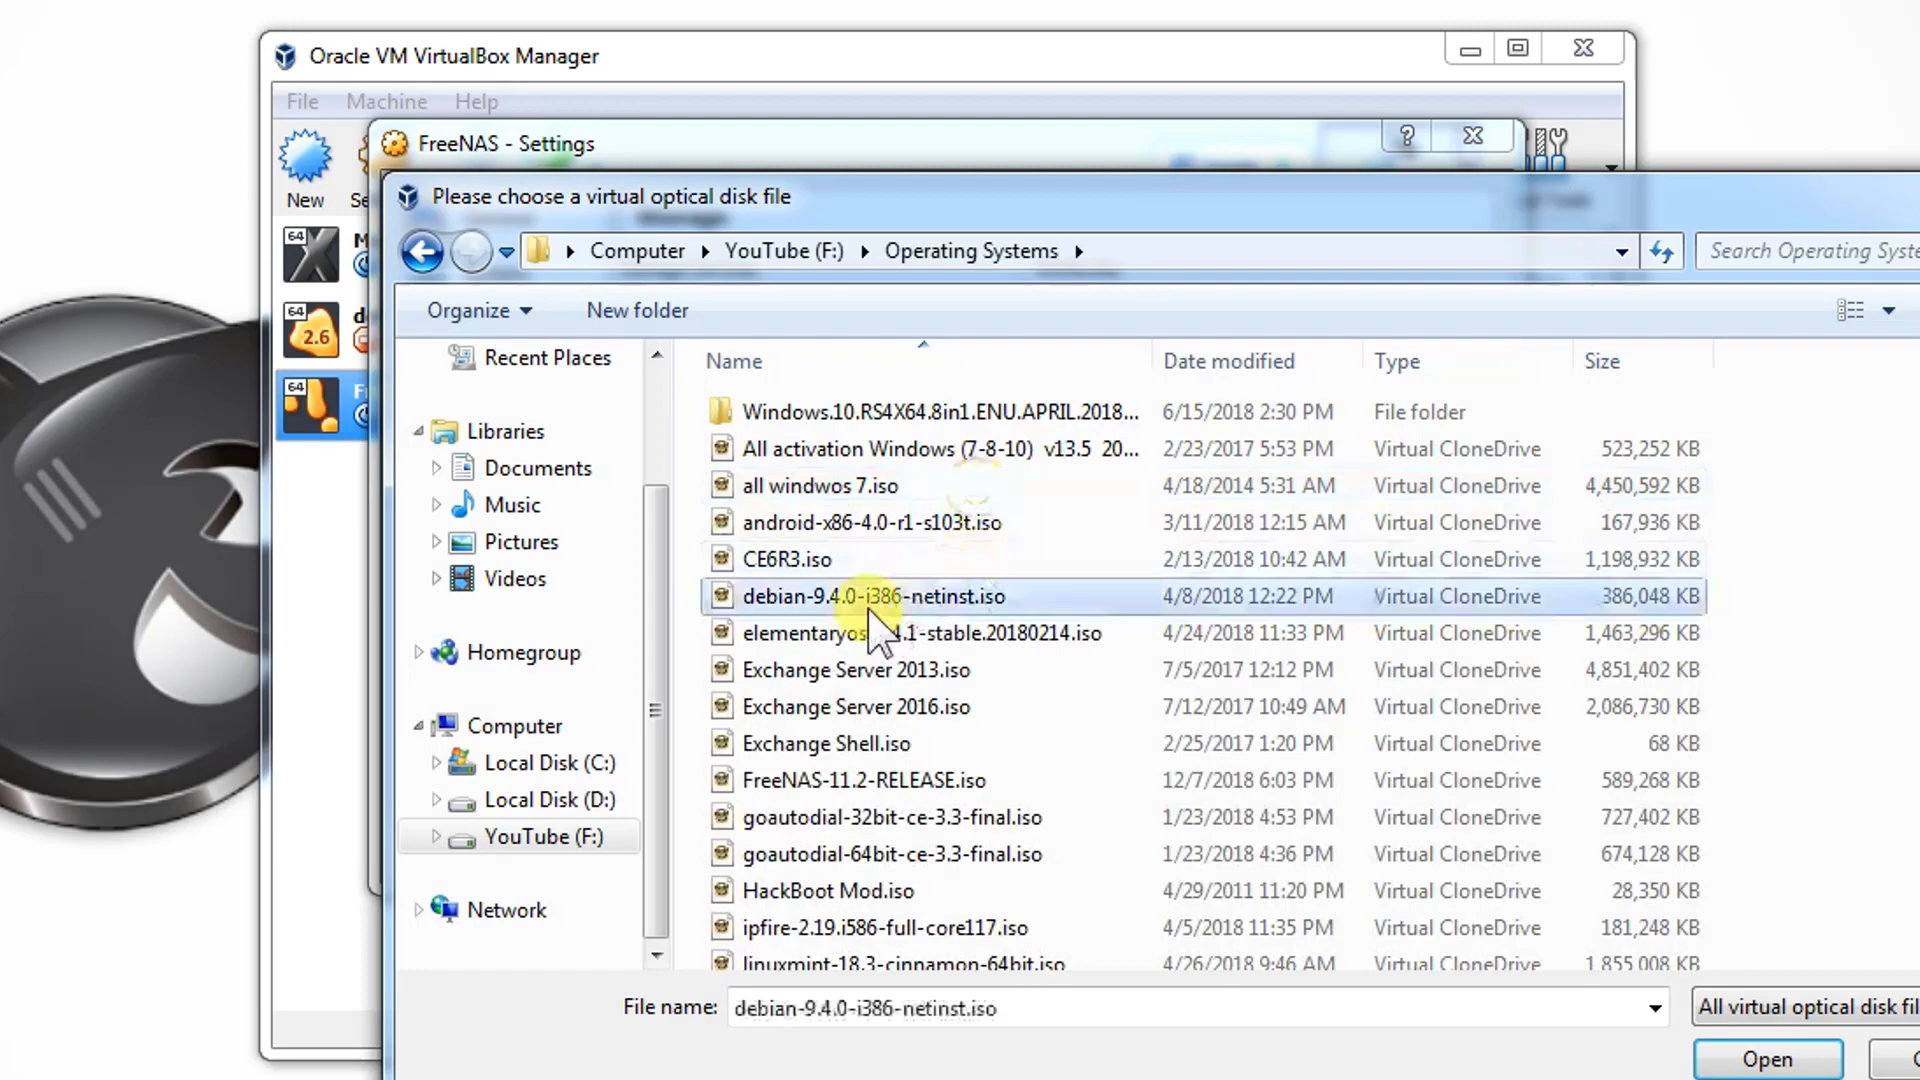 Oracle VM VirtualBox Manager
File Machine Help
FreeNAS - Settings
New
Please choose a virtual optical disk file
Computer YouTube (F:) Operating Systems
Search Operating Syste
Organize New folder
Recent Places
Libraries
Documents
Music
Pictures
Videos
Homegroup
Computer
Local Disk (C:)
Local Disk (D:)
YouTube (F:)
Network
Name Date modified Type Size
Windows.10.RS4X64.8in1.ENU.APRIL.2018... 6/15/2018 2:30 PM File folder
All activation Windows (7-8-10) v13.5 20... 2/23/2017 5:53 PM Virtual CloneDrive 523,252 KB
all windwos 7.iso 4/18/2014 5:31 AM Virtual CloneDrive 4,450,592 KB
android-x86-4.0-r1-s103t.iso 3/11/2018 12:15 AM Virtual CloneDrive 167,936 KB
CE6R3.iso 2/13/2018 10:42 AM Virtual CloneDrive 1,198,932 KB
debian-9.4.0-i386-netinst.iso 4/8/2018 12:22 PM Virtual CloneDrive 386,048 KB
elementaryos 4.1-stable.20180214.iso 4/24/2018 11:33 PM Virtual CloneDrive 1,463,296 KB
Exchange Server 2013.iso 7/5/2017 12:12 PM Virtual CloneDrive 4,851,402 KB
Exchange Server 2016.iso 7/12/2017 10:49 AM Virtual CloneDrive 2,086,730 KB
Exchange Shell.iso 2/25/2017 1:20 PM Virtual CloneDrive 68 KB
FreeNAS-11.2-RELEASE.iso 12/7/2018 6:03 PM Virtual CloneDrive 589,268 KB
goautodial-32bit-ce-3.3-final.iso 1/23/2018 4:53 PM Virtual CloneDrive 727,402 KB
goautodial-64bit-ce-3.3-final.iso 1/23/2018 4:36 PM Virtual CloneDrive 674,128 KB
HackBoot Mod.iso 4/29/2011 11:20 PM Virtual CloneDrive 28,350 KB
ipfire-2.19.i586-full-core117.iso 4/5/2018 11:35 PM Virtual CloneDrive 181,248 KB
linuxmint-18.3-cinnamon-64bit.iso 4/26/2018 9:46 AM Virtual CloneDrive 1,855,008 KB
File name: debian-9.4.0-i386-netinst.iso
All virtual optical disk fil
Open
64
64
2.6
64